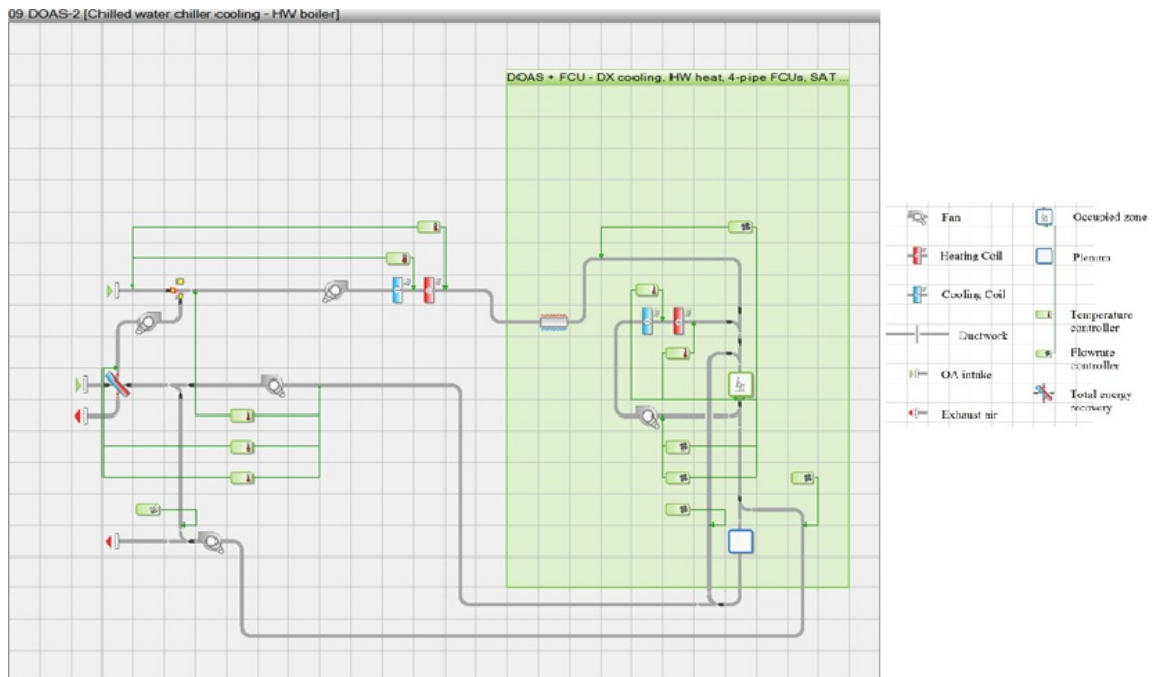 09 DOAS-2 [Chilled water chiller cooling - HW boiler]
DOAS + FCU - DX cooling, HW heat, 4-pipe FCUs, SAT ...
Fan
Occupied zone
Heating Coil
Plenum
Cooling Coil
Temperature
controller
Ductwork
Flowrate
controller
OA intake
Total energy
recovery
Exhaust air